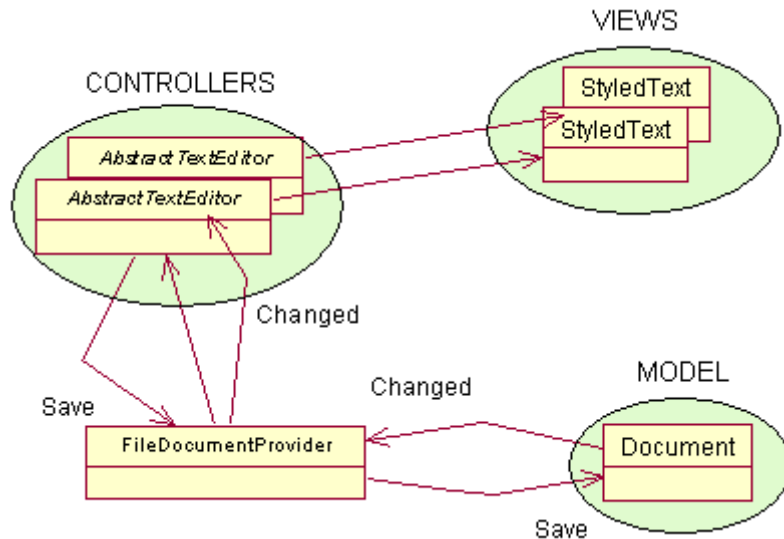 VIEWS
StyledText
StyledText
CONTROLLERS
AbstractTextEditor
AbstractTextEditor
Changed
Save
Changed
MODEL
FileDocumentProvider
Document
Save